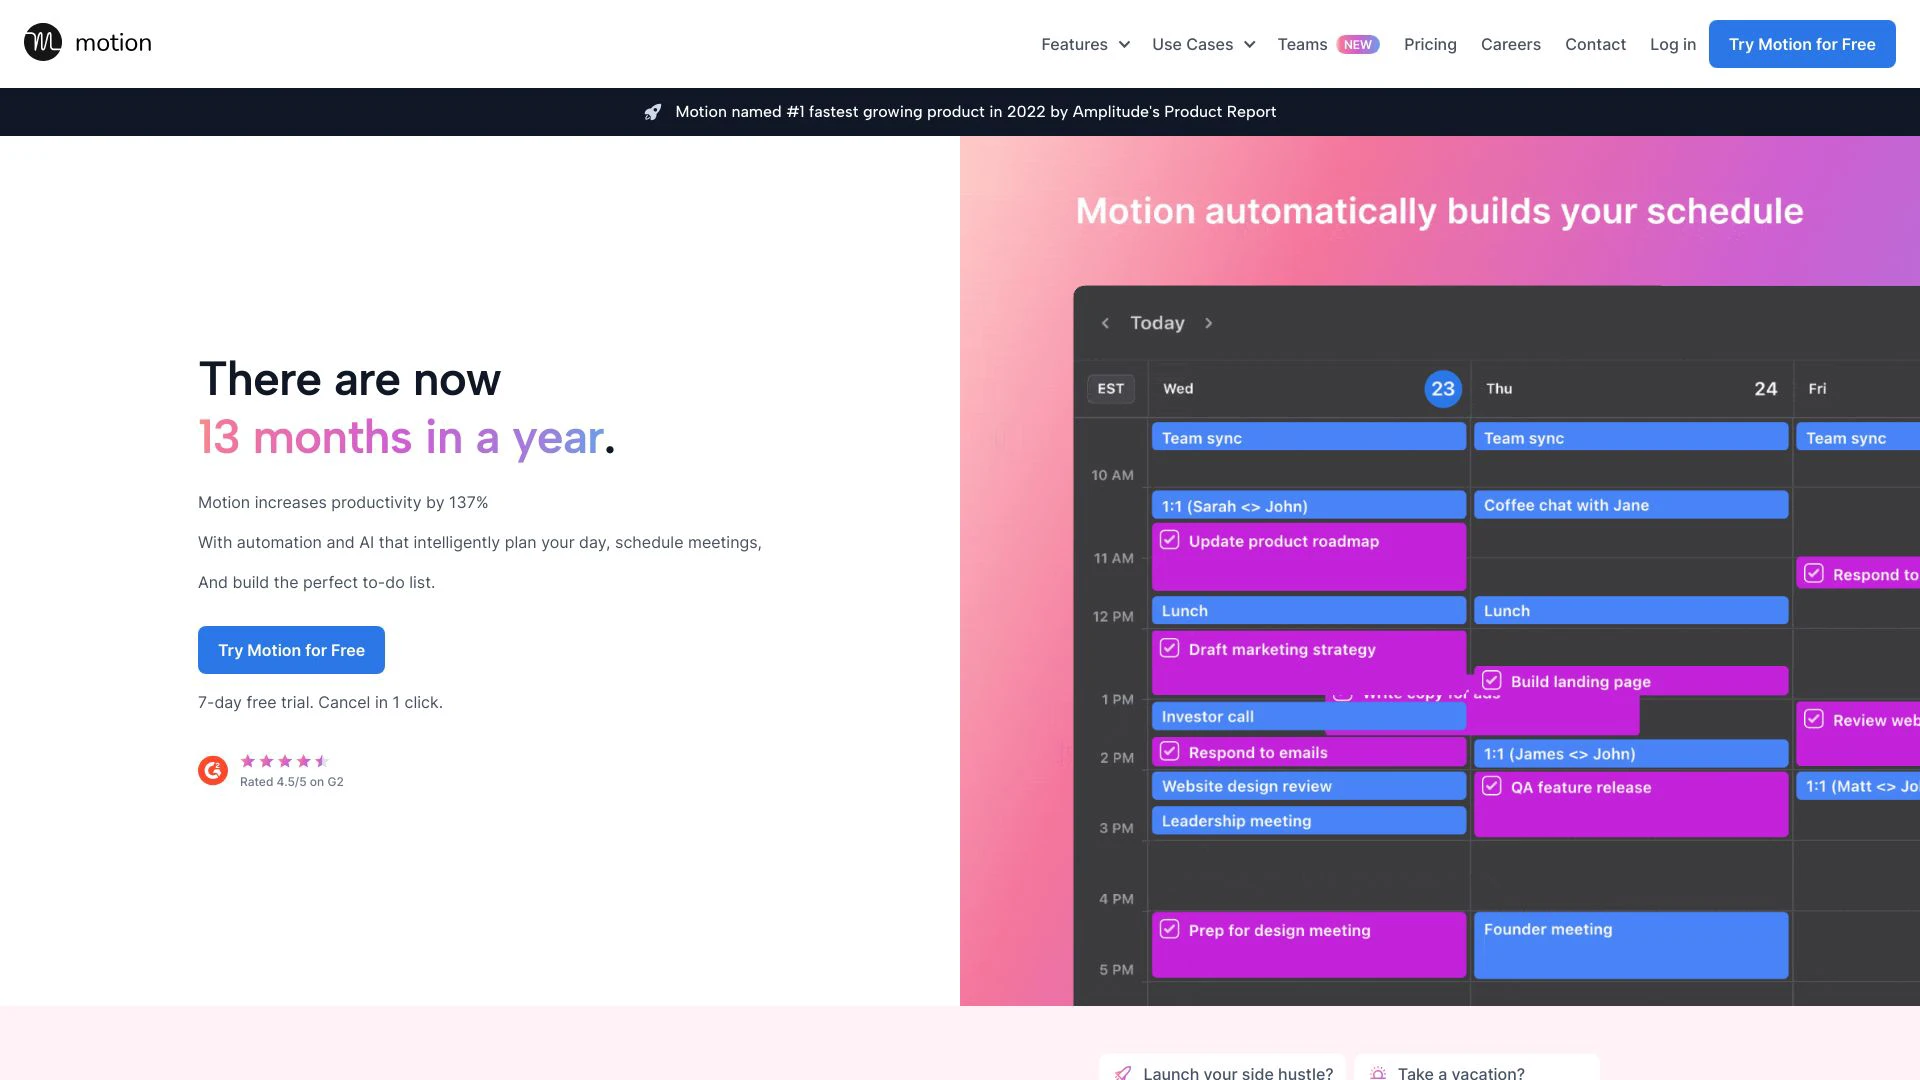 motion
Features
Use Cases
Teams NEW
Pricing
Careers
Contact
Log in
Try Motion for Free
Motion named #1 fastest growing product in 2022 by Amplitude's Product Report
There are now
13 months in a year.
Motion increases productivity by 137%
With automation and AI that intelligently plan your day, schedule meetings,
And build the perfect to-do list.
Try Motion for Free
7-day free trial. Cancel in 1 click.
Rated 4.5/5 on G2
Motion automatically builds your schedule
Today
EST
Wed 23
Thu 24
Fri
Team sync
Team sync
Team sync
10 AM
1:1 (Sarah <> John)
Coffee chat with Jane
Update product roadmap
11 AM
Respond to
Lunch
Lunch
12 PM
Draft marketing strategy
Build landing page
Write copy for ads
1 PM
Investor call
Review web
Respond to emails
1:1 (James <> John)
2 PM
Website design review
QA feature release
1:1 (Matt <> Jo
Leadership meeting
3 PM
4 PM
Prep for design meeting
Founder meeting
5 PM
Launch your side hustle?
Take a vacation?